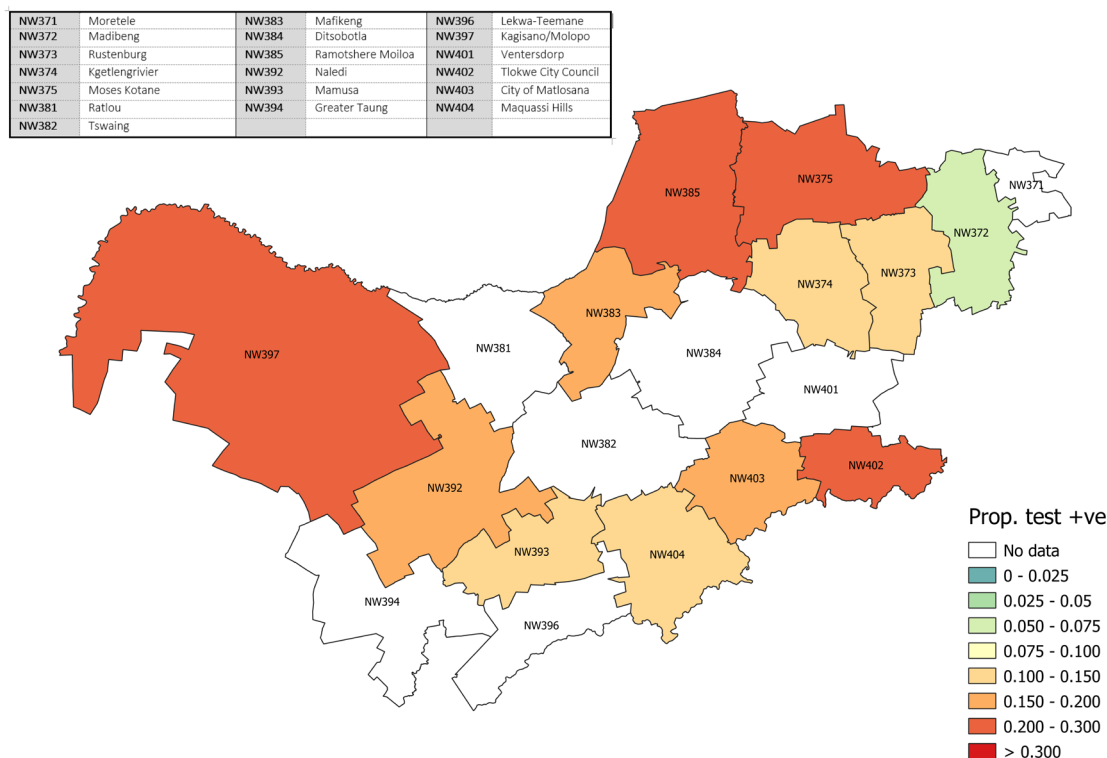 NW371 Moretele NW383 Mafikeng NW396 Lekwa-Teemane
NW372 Madibeng NW384 Ditsobotla NW397 Kagisano/Molopo
NW373 Rustenburg NW385 Ramotshere Moiloa NW401 Ventersdorp
NW374 Kgetlengrivier NW392 Naledi NW402 Tlokwe City Council
NW375 Moses Kotane NW393 Mamusa NW403 City of Matlosana
NW381 Ratlou NW394 Greater Taung NW404 Maquassi Hills
NW382 Tswaing
NW385
NW375
NW371
NW372
NW373
NW374
NW383
NW381
NW384
NW397
NW401
NW382
NW402
NW403
NW392
NW393
NW404
NW394
NW396
Prop. test +ve
No data
0 - 0.025
0.025 - 0.05
0.050 - 0.075
0.075 - 0.100
0.100 - 0.150
0.150 - 0.200
0.200 - 0.300
> 0.300